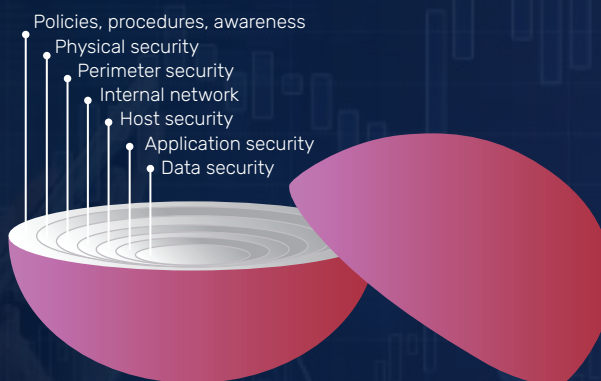 Policies, procedures, awareness
Physical security
Perimeter security
Internal network
Host security
Application security
Data security